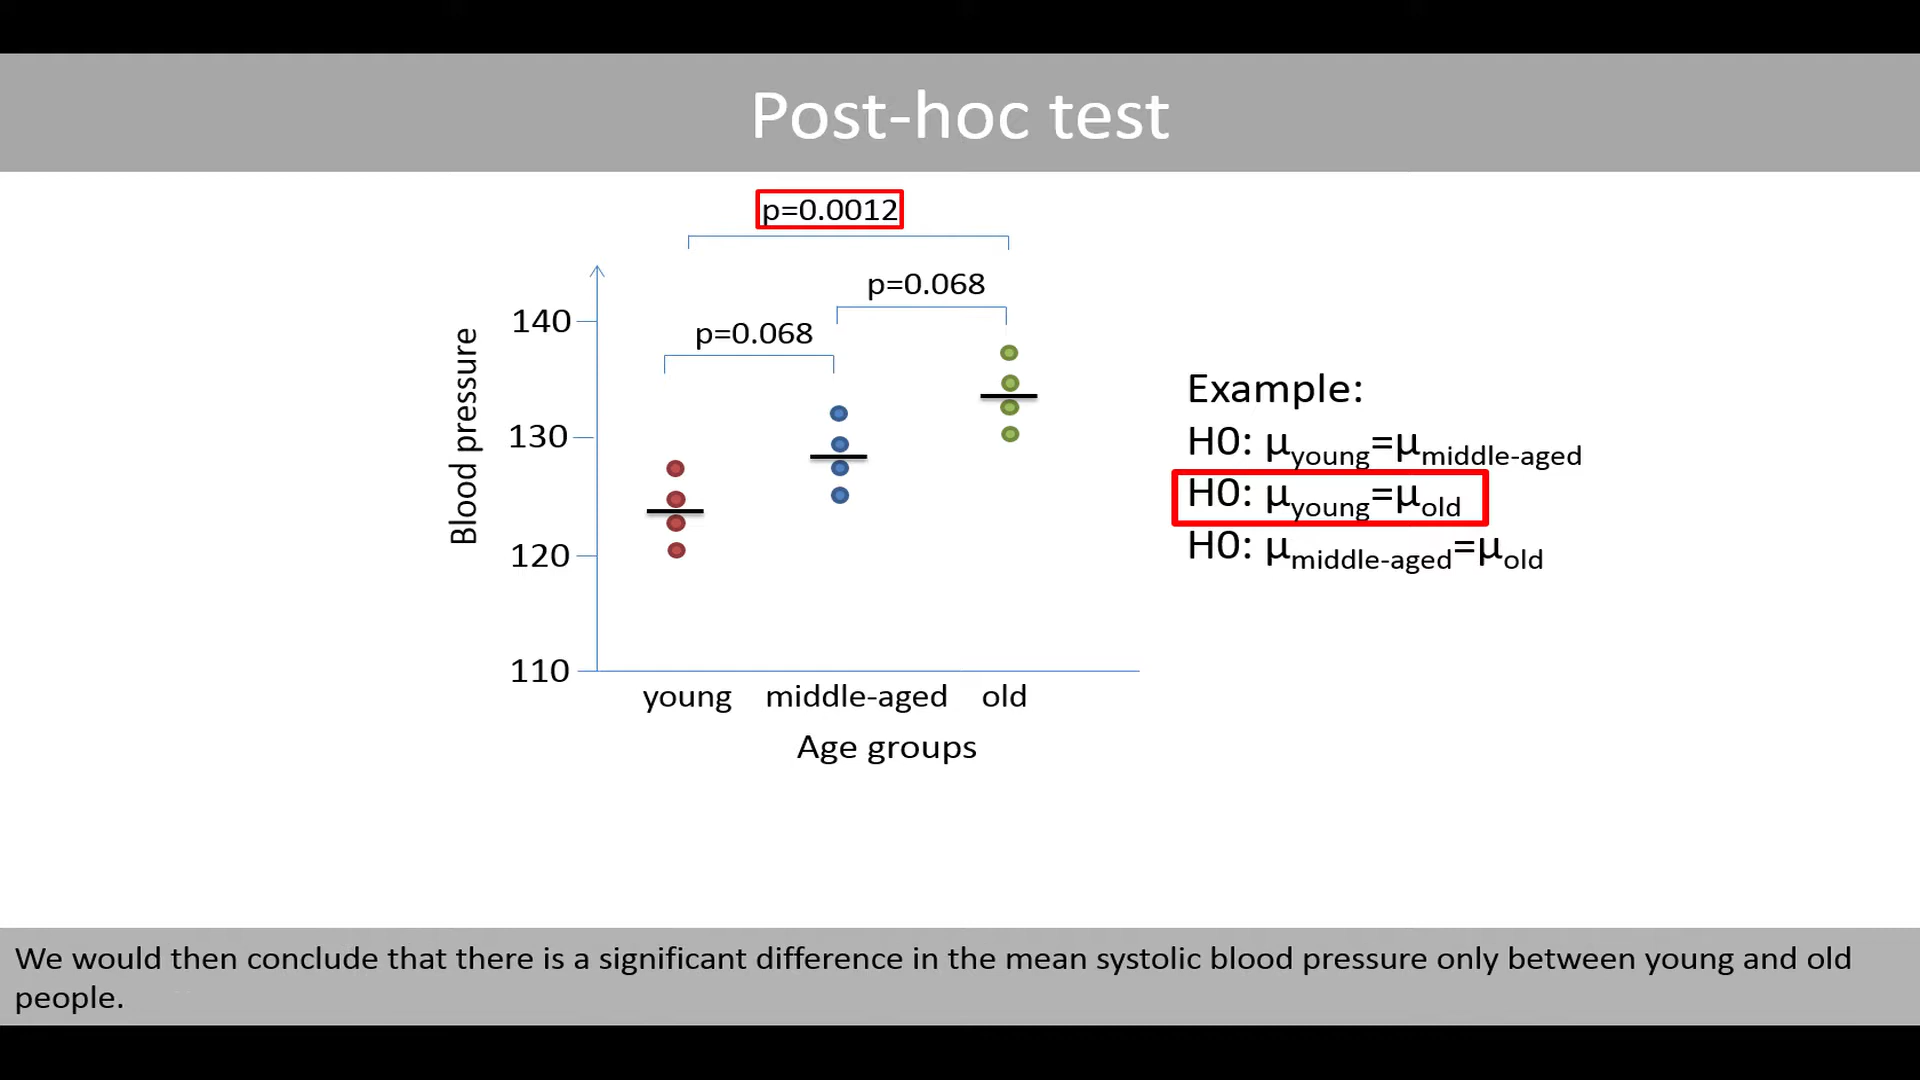 Post-hoc test
p=0.0012
p=0.068
p=0.068
140
130
120
110
Blood pressure
young middle-aged old
Age groups
Example:
H0: μyoung=μmiddle-aged
H0: μyoung=μold
H0: μmiddle-aged=μold
We would then conclude that there is a significant difference in the mean systolic blood pressure only between young and old
people.